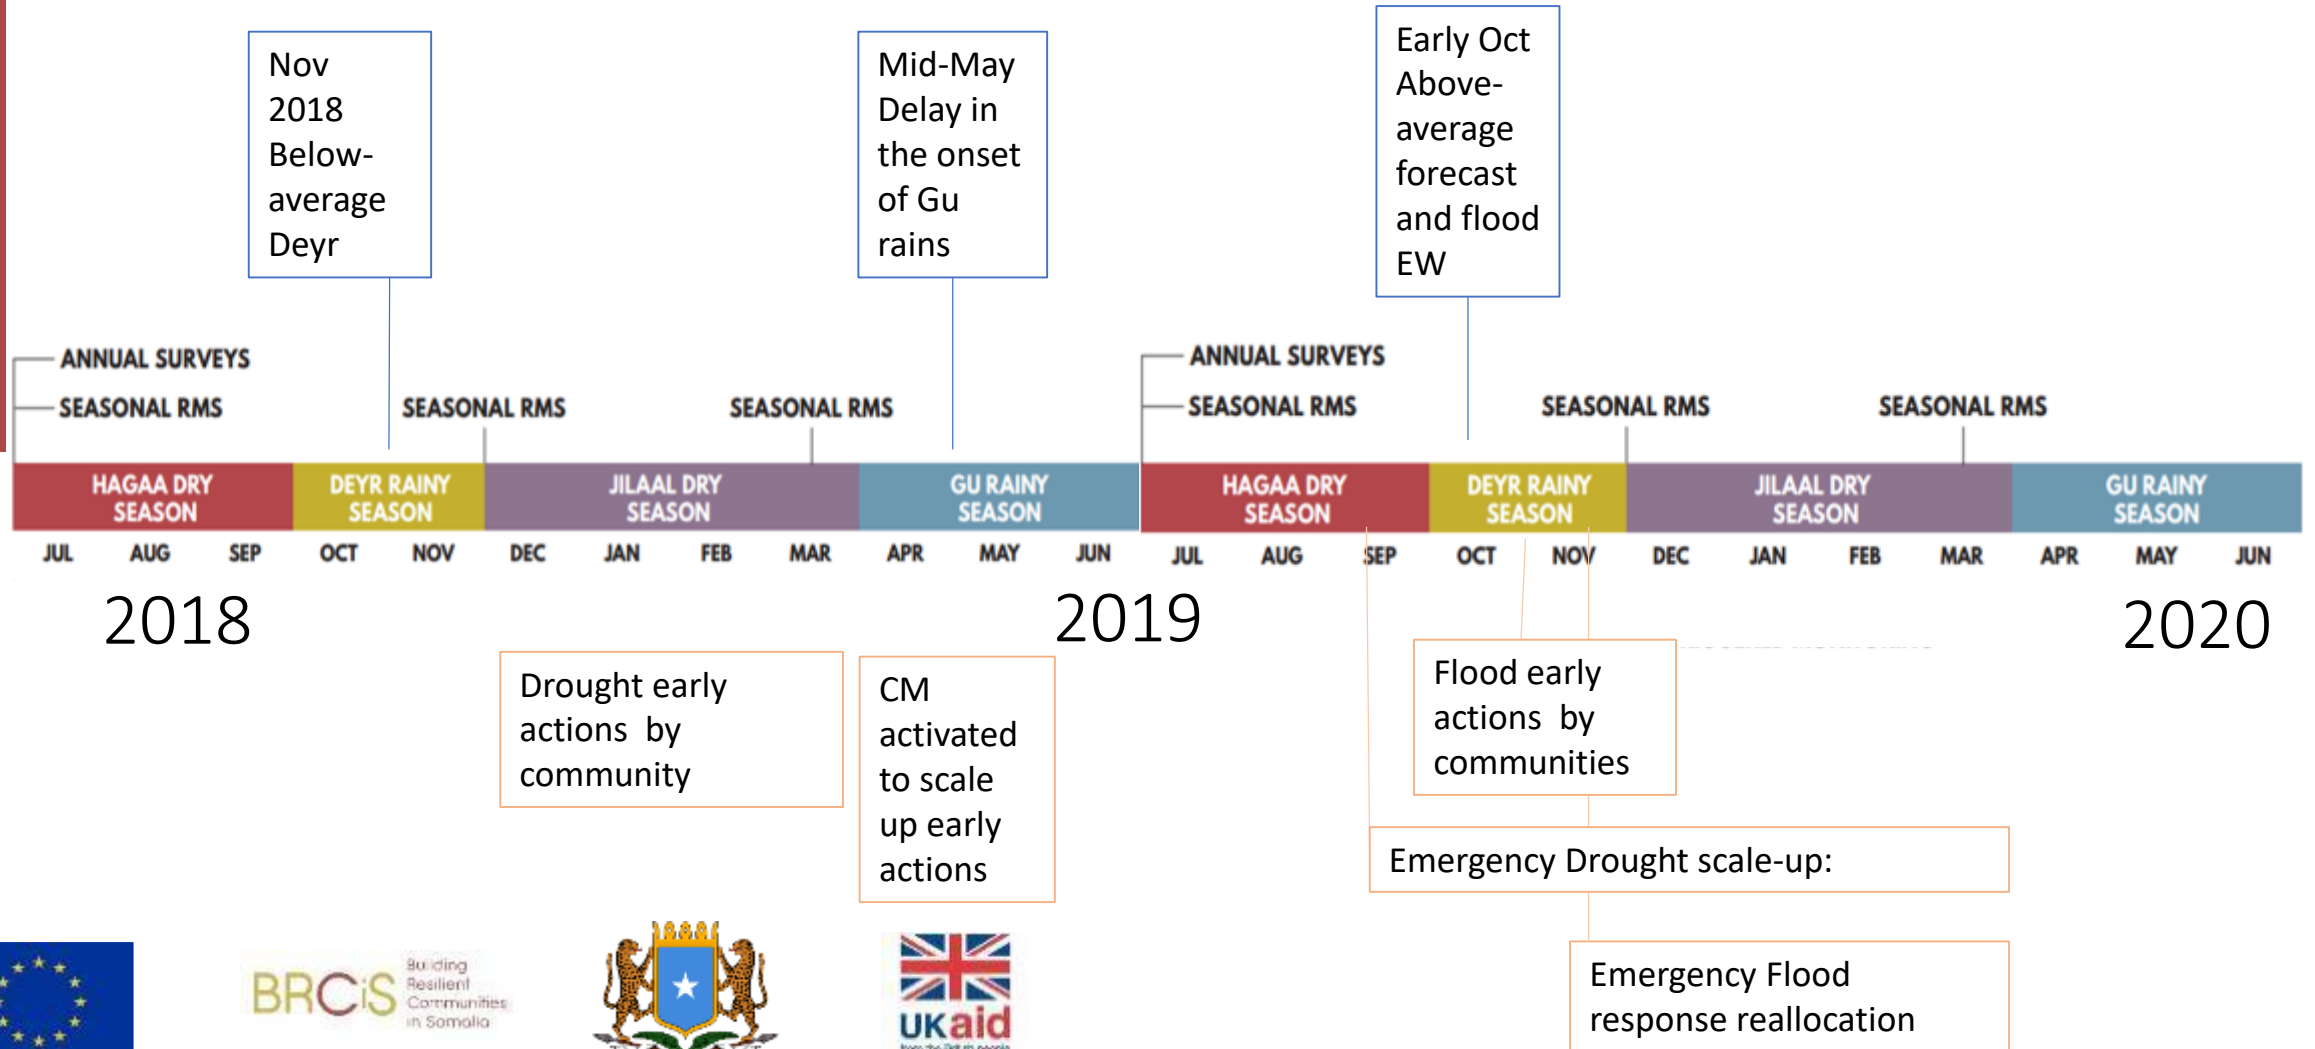 Nov
2018
Below-
average
Deyr
Mid-May
Delay in
the onset
of Gu
rains
Early Oct
Above-
average
forecast
and flood
EW
ANNUAL SURVEYS
SEASONAL RMS
SEASONAL RMS
SEASONAL RMS
ANNUAL SURVEYS
SEASONAL RMS
SEASONAL RMS
SEASONAL RMS
HAGAA DRY
SEASON
DEYR RAINY
SEASON
JILAAL DRY
SEASON
GU RAINY
SEASON
HAGAA DRY
SEASON
DEYR RAINY
SEASON
JILAAL DRY
SEASON
GU RAINY
SEASON
JUL AUG SEP OCT NOV DEC JAN FEB MAR APR MAY JUN JUL AUG SEP OCT NOV DEC JAN FEB MAR APR MAY JUN
2018
2019
2020
Drought early
actions by
community
CM
activated
to scale
up early
actions
Flood early
actions by
communities
Emergency Drought scale-up:
Emergency Flood
response reallocation
BRCiS
Building
Resilient
Communities
in Somalia
UKaid
from the British people